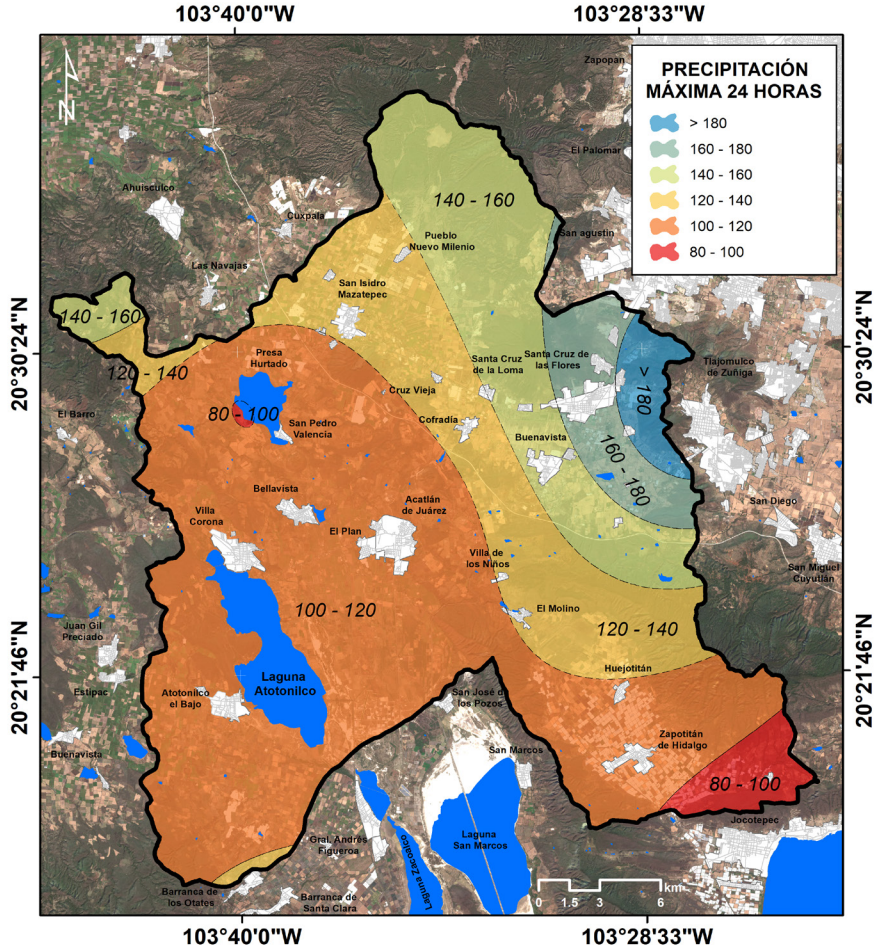 103°40'0"W
103°28'33"W
PRECIPITACIÓN
MÁXIMA 24 HORAS
> 180
160 - 180
140 - 160
120 - 140
100 - 120
80 - 100
N
Zapopan
El Palomar
Ahuisculco
Cuxpala
140 - 160
Pueblo
Nuevo Milenio
San agustin
Las Navajas
San Isidro
Mazatepec
20°30'24"N
20°30'24"N
140 - 160
120 - 140
Presa
Hurtado
Santa Cruz
de la Loma
Santa Cruz de
las Flores
Tlajomulco
de Zuñiga
> 180
Cruz Vieja
El Barro
80 - 100
San Pedro
Valencia
Cofradía
Buenavista
160 - 180
Bellavista
Acatlán
de Juárez
San Diego
Villa
Corona
El Plan
Villa de
los Niños
San Miguel
Cuyutlán
100 - 120
El Molino
120 - 140
Juan Gil
Preciado
20°21'46"N
20°21'46"N
Huejotitán
Laguna
Atotonilco
Estipac
Atotonilco
el Bajo
San José d
los Pozos
Zapotitán
de Hidalgo
Buenavista
San Marcos
80 - 100
Jocotepec
Gral. Andrés
Figueroa
Laguna Zacoalco
Laguna
San Marcos
Barranca de
los Otates
Barranca de
Santa Clara
0 1.5 3 6
km
103°40'0"W
103°28'33"W